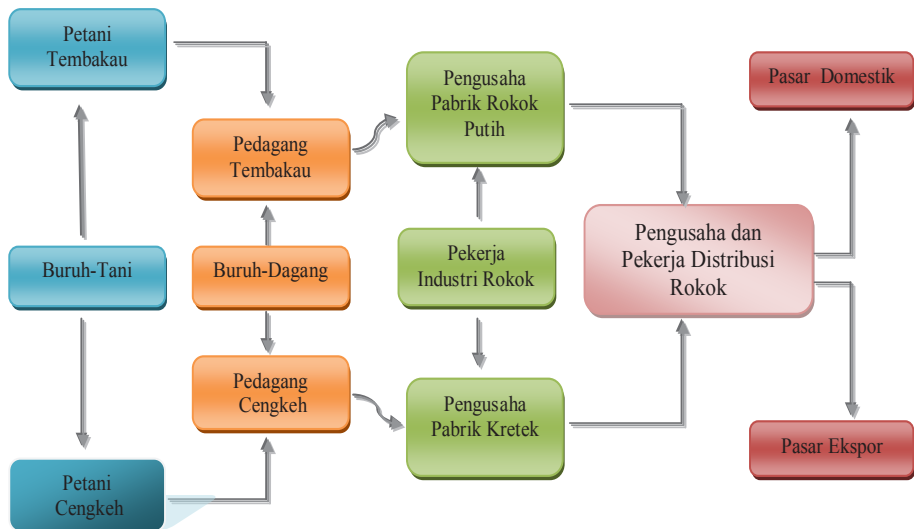 Petani
Tembakau
Pedagang
Tembakau
Pengusaha
Pabrik Rokok
Putih
Pasar  Domestik
Buruh-Tani
Buruh-Dagang
Pekerja
Industri Rokok
Pengusaha dan
Pekerja Distribusi
Rokok
Petani
Cengkeh
Pedagang
Cengkeh
Pengusaha
Pabrik Kretek
Pasar Ekspor